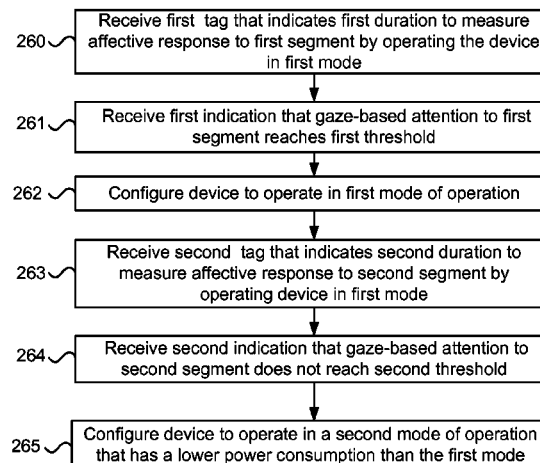 260
Receive first tag that indicates first duration to measure
affective response to first segment by operating the device
in first mode
261
Receive first indication that gaze-based attention to first
segment reaches first threshold
262
Configure device to operate in first mode of operation
263
Receive second tag that indicates second duration to
measure affective response to second segment by
operating device in first mode
264
Receive second indication that gaze-based attention to
second segment does not reach second threshold
265
Configure device to operate in a second mode of operation
that has a lower power consumption than the first mode